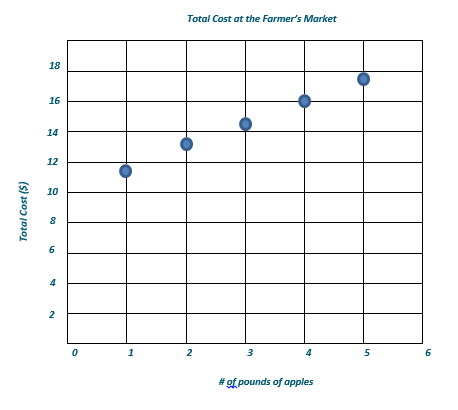 Total Cost at the Farmer's Market
18
16
14
12
10
8
6
4
2
Total Cost ($)
0 1 2 3 4 5 6
# of pounds of apples